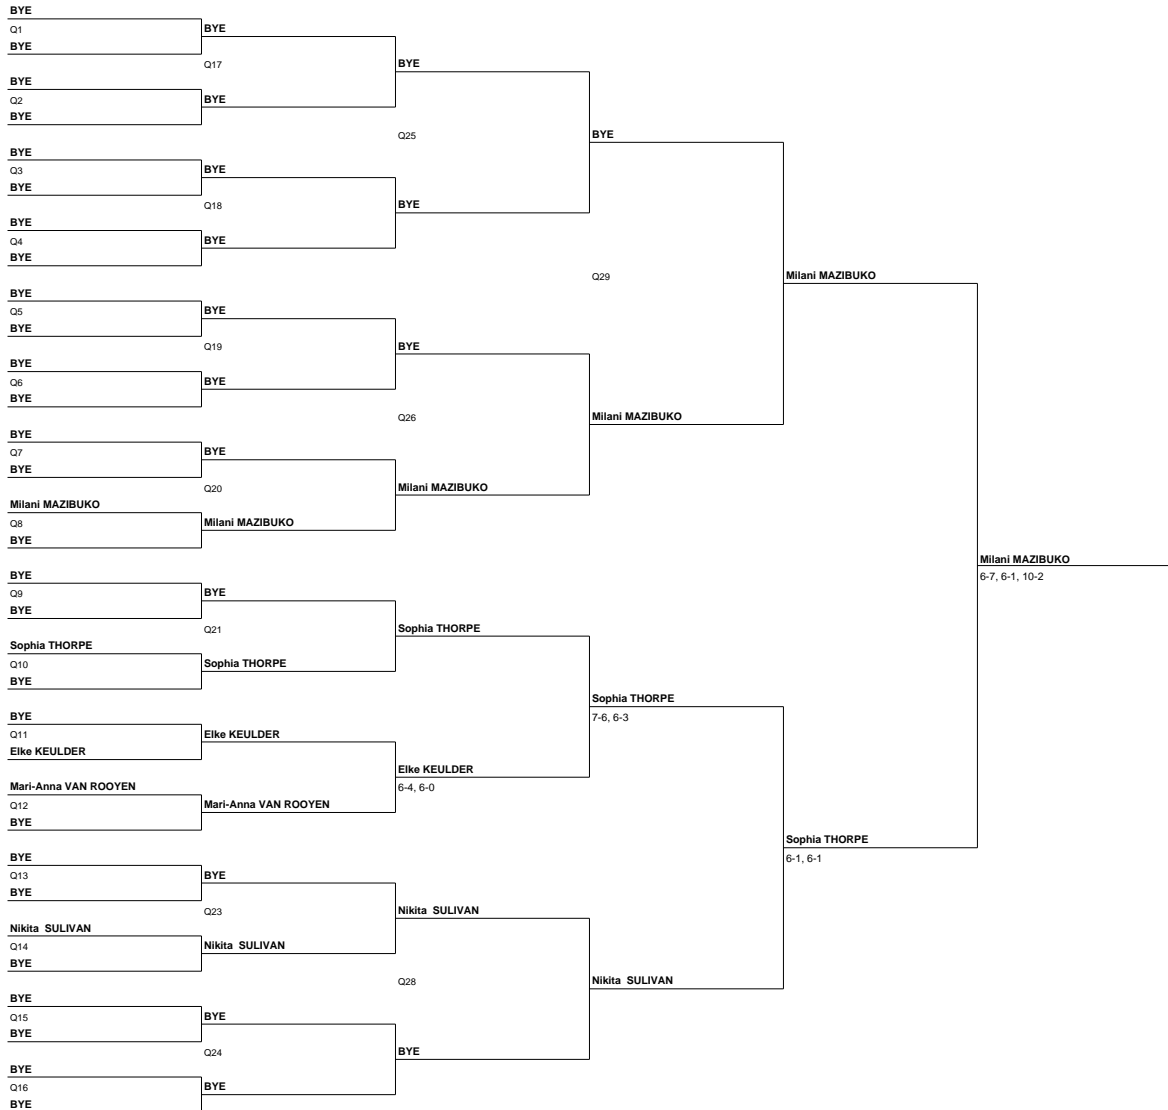 BYE
Q1
BYE
BYE
Q17
BYE
BYE
Q2
BYE
BYE
Q25
BYE
BYE
Q3
BYE
BYE
Q18
BYE
BYE
Q4
BYE
BYE
Q29
Milani MAZIBUKO
BYE
Q5
BYE
BYE
Q19
BYE
BYE
Q6
BYE
BYE
Q26
Milani MAZIBUKO
BYE
Q7
BYE
BYE
Q20
Milani MAZIBUKO
Milani MAZIBUKO
Q8
Milani MAZIBUKO
BYE
Milani MAZIBUKO
6-7, 6-1, 10-2
BYE
Q9
BYE
BYE
Q21
Sophia THORPE
Sophia THORPE
Q10
Sophia THORPE
BYE
Sophia THORPE
7-6, 6-3
BYE
Q11
Elke KEULDER
Elke KEULDER
Elke KEULDER
6-4, 6-0
Mari-Anna VAN ROOYEN
Q12
Mari-Anna VAN ROOYEN
BYE
Sophia THORPE
6-1, 6-1
BYE
Q13
BYE
BYE
Q23
Nikita SULIVAN
Nikita SULIVAN
Q14
Nikita SULIVAN
BYE
Q28
Nikita SULIVAN
BYE
Q15
BYE
BYE
Q24
BYE
BYE
Q16
BYE
BYE